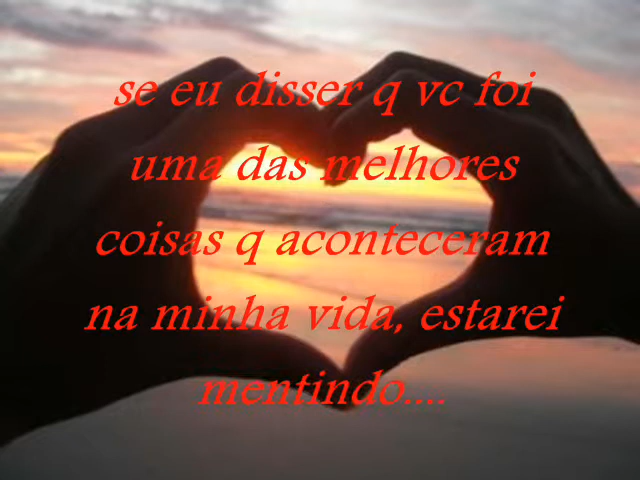 se eu disser q vc foi
uma das melhores
coisas q aconteceram
na minha vida, estarei
mentindo....